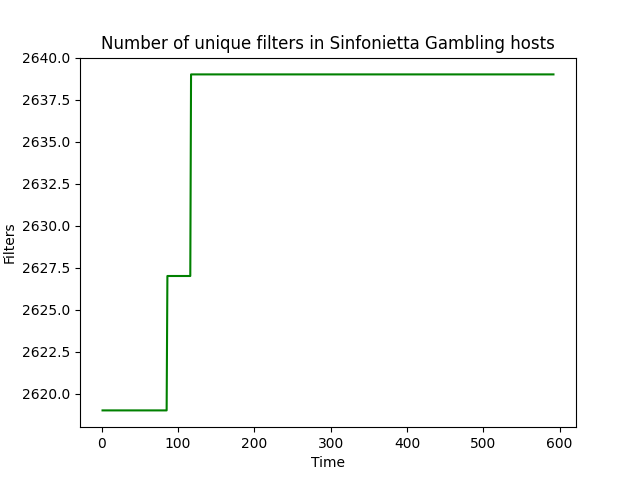 Number of unique filters in Sinfonietta Gambling hosts
2640.0
2637.5
2635.0
2632.5
2630.0
2627.5
2625.0
2622.5
2620.0
Filters
0 100 200 300 400 500 600
Time